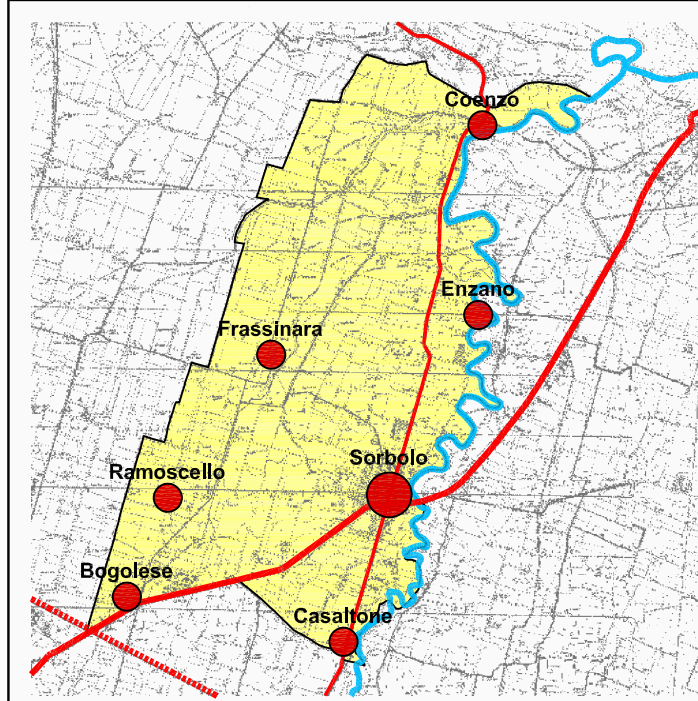 Coenzo
Enzano
Frassinara
Sorbolo
Ramoscello
Bogolese
Casaltone